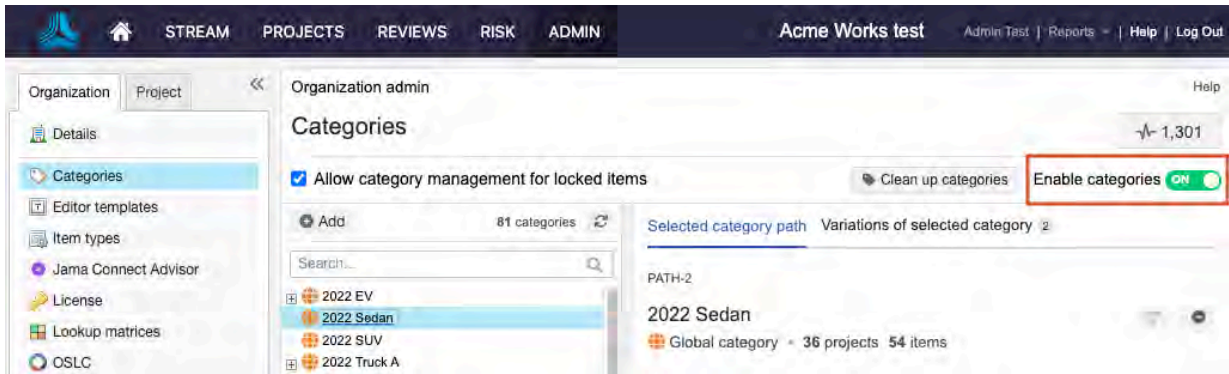 STREAM PROJECTS REVIEWS RISK ADMIN Acme Works test Admin Test | Reports | Help | Log Out
Organization Project
Details
Categories
Editor templates
Item types
Jama Connect Advisor
License
Lookup matrices
OSLC
Organization admin Help
Categories 1,301
Allow category management for locked items Clean up categories Enable categories ON
Add 81 categories
Search...
2022 EV
2022 Sedan
2022 SUV
2022 Truck A
Selected category path Variations of selected category 2
PATH-2
2022 Sedan
Global category • 36 projects 54 items